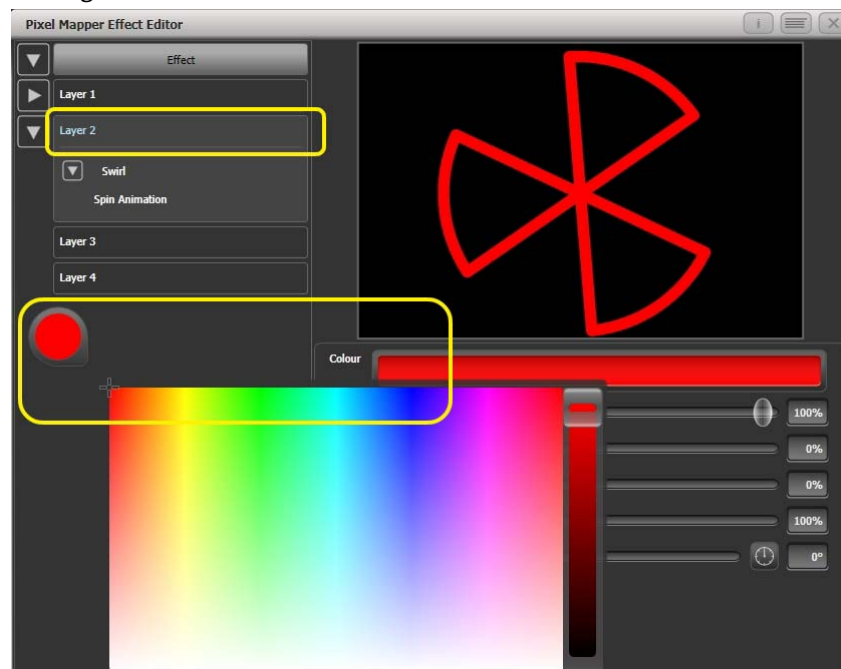 Pixel Mapper Effect Editor
i
Effect
Layer 1
Layer 2
Swirl
Spin Animation
Layer 3
Layer 4
Colour
100%
0%
0%
100%
0°